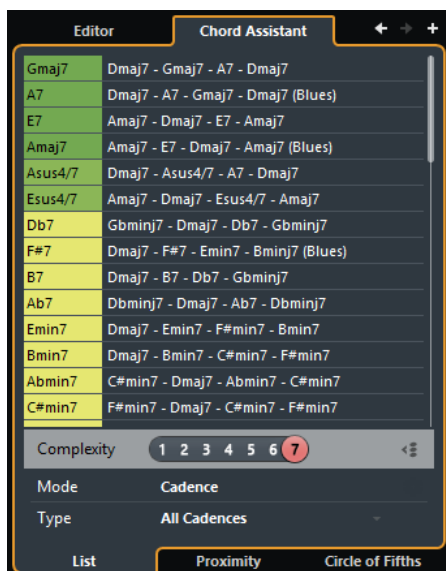 Editor Chord Assistant
Gmaj7 Dmaj7 - Gmaj7 - A7 - Dmaj7
A7 Dmaj7 - A7 - Gmaj7 - Dmaj7 (Blues)
E7 Amaj7 - Dmaj7 - E7 - Amaj7
Amaj7 Amaj7 - E7 - Dmaj7 - Amaj7 (Blues)
Asus4/7 Dmaj7 - Asus4/7 - A7 - Dmaj7
Esus4/7 Amaj7 - Dmaj7 - Esus4/7 - Amaj7
Db7 Gbminj7 - Dmaj7 - Db7 - Gbminj7
F#7 Dmaj7 - F#7 - Emin7 - Bminj7 (Blues)
B7 Dmaj7 - B7 - Db7 - Gbminj7
Ab7 Dbminj7 - Dmaj7 - Ab7 - Dbminj7
Emin7 Dmaj7 - Emin7 - F#min7 - Bmin7
Bmin7 Dmaj7 - Bmin7 - C#min7 - F#min7
Abmin7 C#min7 - Dmaj7 - Abmin7 - C#min7
C#min7 F#min7 - Dmaj7 - C#min7 - F#min7
Complexity 1 2 3 4 5 6 7
Mode Cadence
Type All Cadences
List Proximity Circle of Fifths